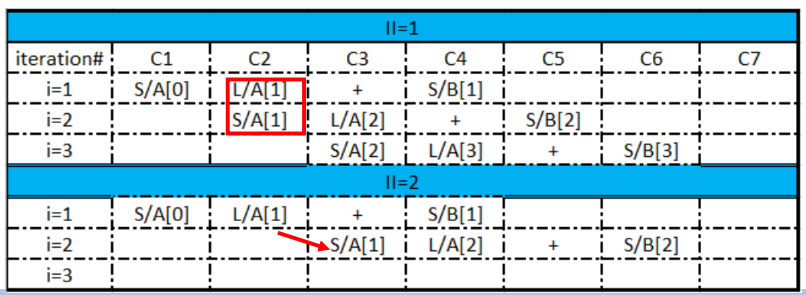 II=1
iteration# C1 C2 C3 C4 C5 C6 C7
i=1 S/A[0] L/A[1] + S/B[1]
i=2 S/A[1] L/A[2] + S/B[2]
i=3 S/A[2] L/A[3] + S/B[3]
II=2
i=1 S/A[0] L/A[1] + S/B[1]
i=2 S/A[1] L/A[2] + S/B[2]
i=3